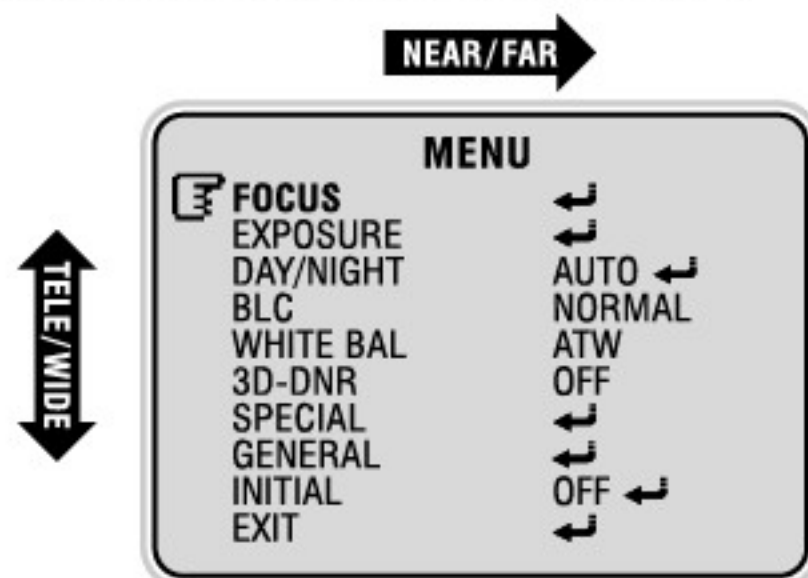 NEAR/FAR
MENU
FOCUS
EXPOSURE
DAY/NIGHT AUTO
BLC NORMAL
WHITE BAL ATW
3D-DNR OFF
SPECIAL
GENERAL
INITIAL OFF
EXIT
TELE/WIDE